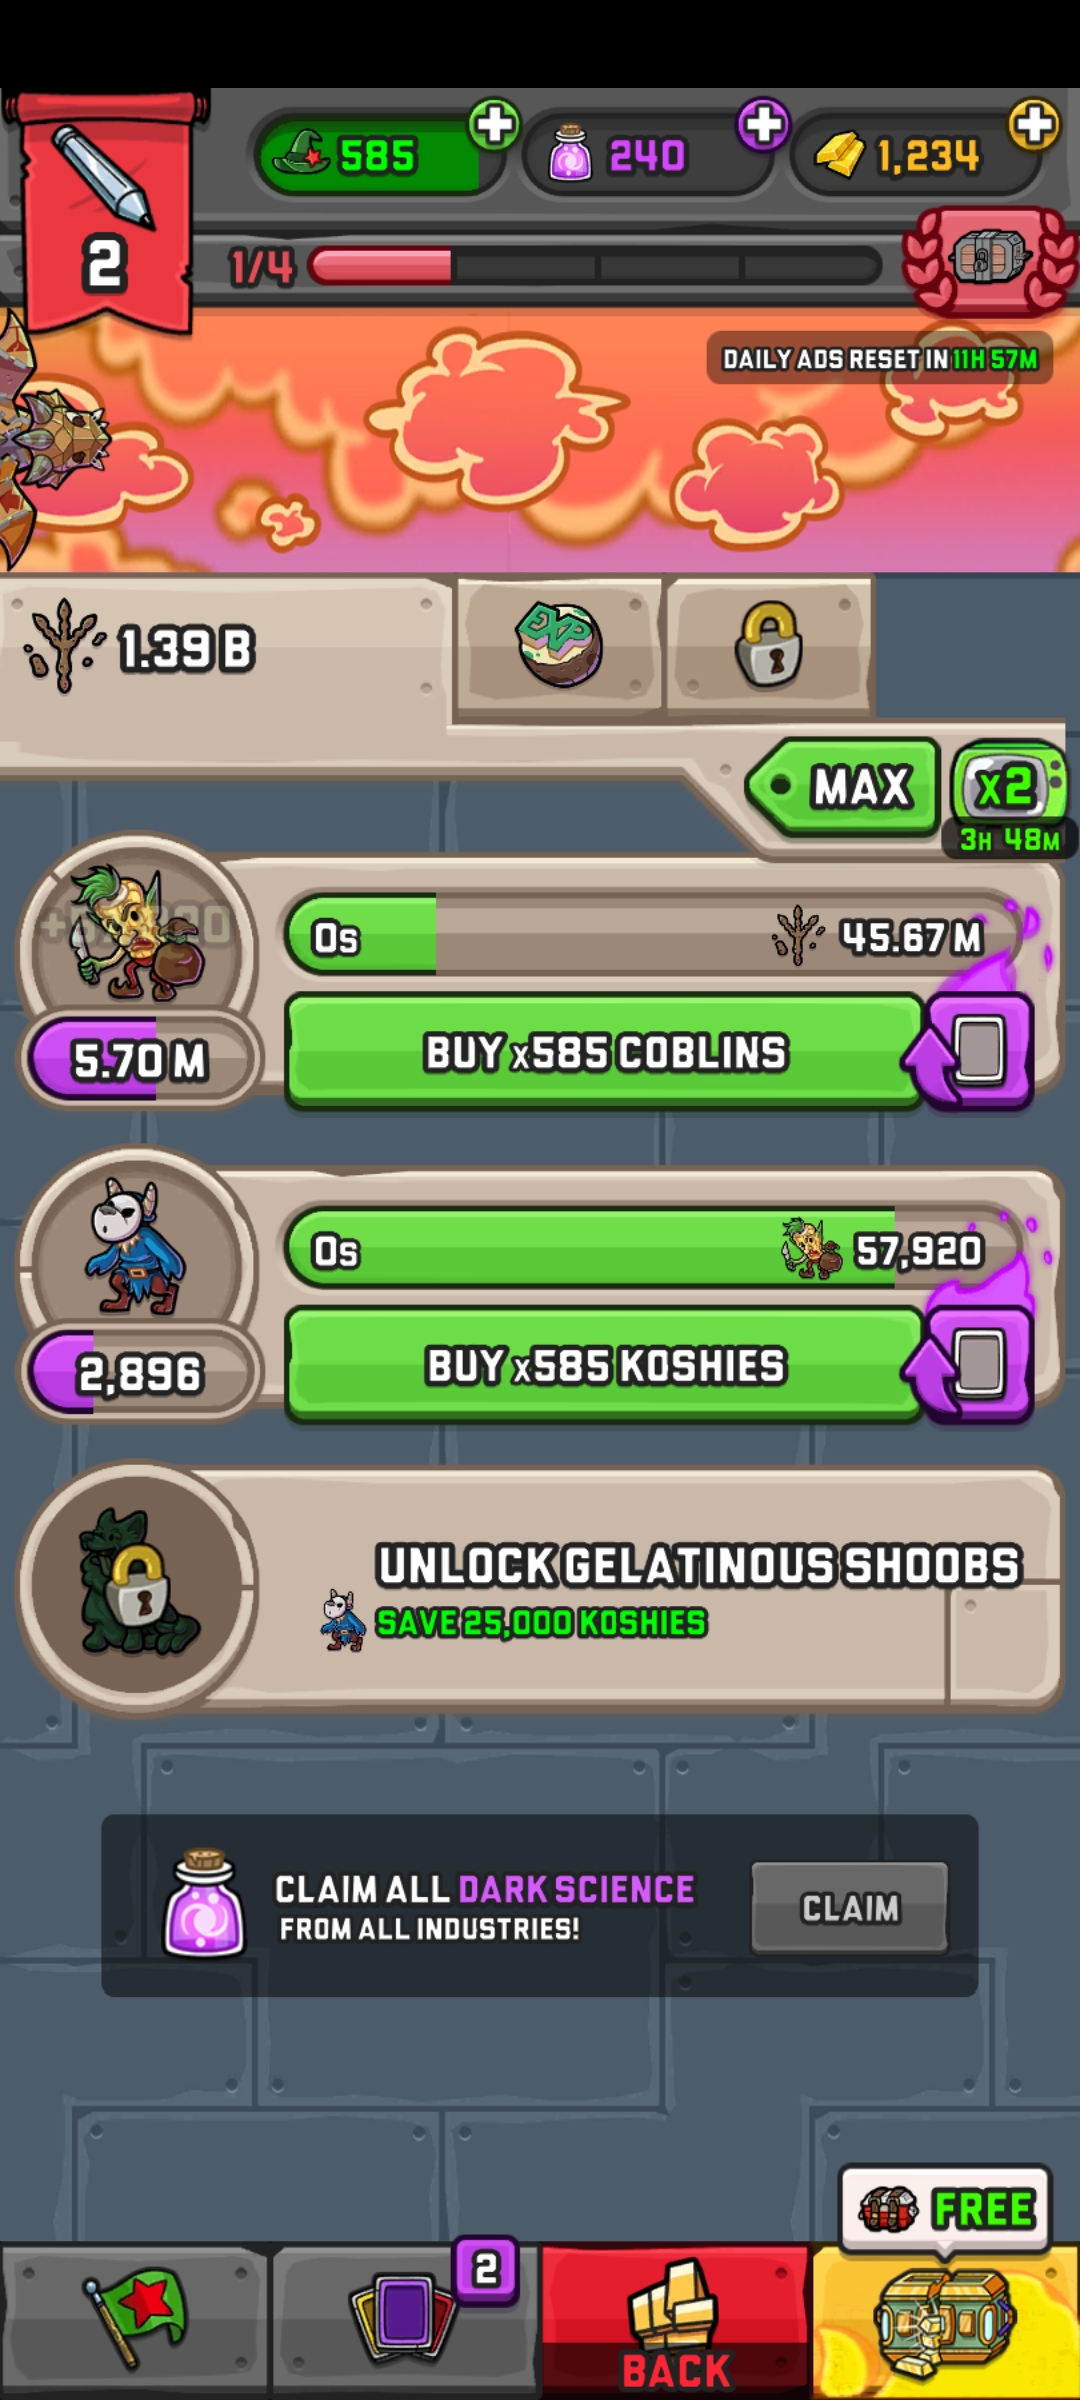 585
240
1,234
2
1/4
DAILY ADS RESET IN 11H 57M
1.39 B
EXP
MAX
x2
3H 48M
0s
45.67 M
5.70 M
BUY x585 COBLINS
0s
57,920
2,896
BUY x585 KOSHIES
UNLOCK GELATINOUS SHOOBS
SAVE 25,000 KOSHIES
CLAIM ALL DARK SCIENCE
FROM ALL INDUSTRIES!
CLAIM
FREE
2
BACK